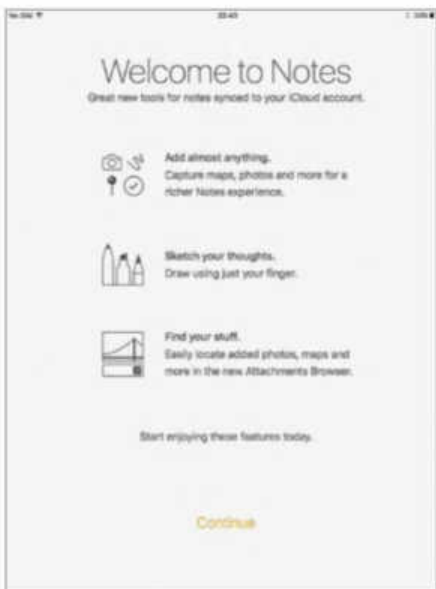 No SIM
Welcome to Notes
Great new tools for notes synced to your iCloud account.
Add almost anything.
Capture maps, photos and more for a
richer Notes experience.
Sketch your thoughts.
Draw using just your finger.
Find your stuff.
Easily locate added photos, maps and
more in the new Attachments Browser.
Start enjoying these features today.
Continue